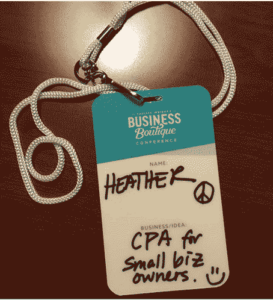 BUSINESS
Boutique
CONFERENCE
NAME:
HEATHER
BUSINESS/IDEA:
CPA for
small biz
owners.